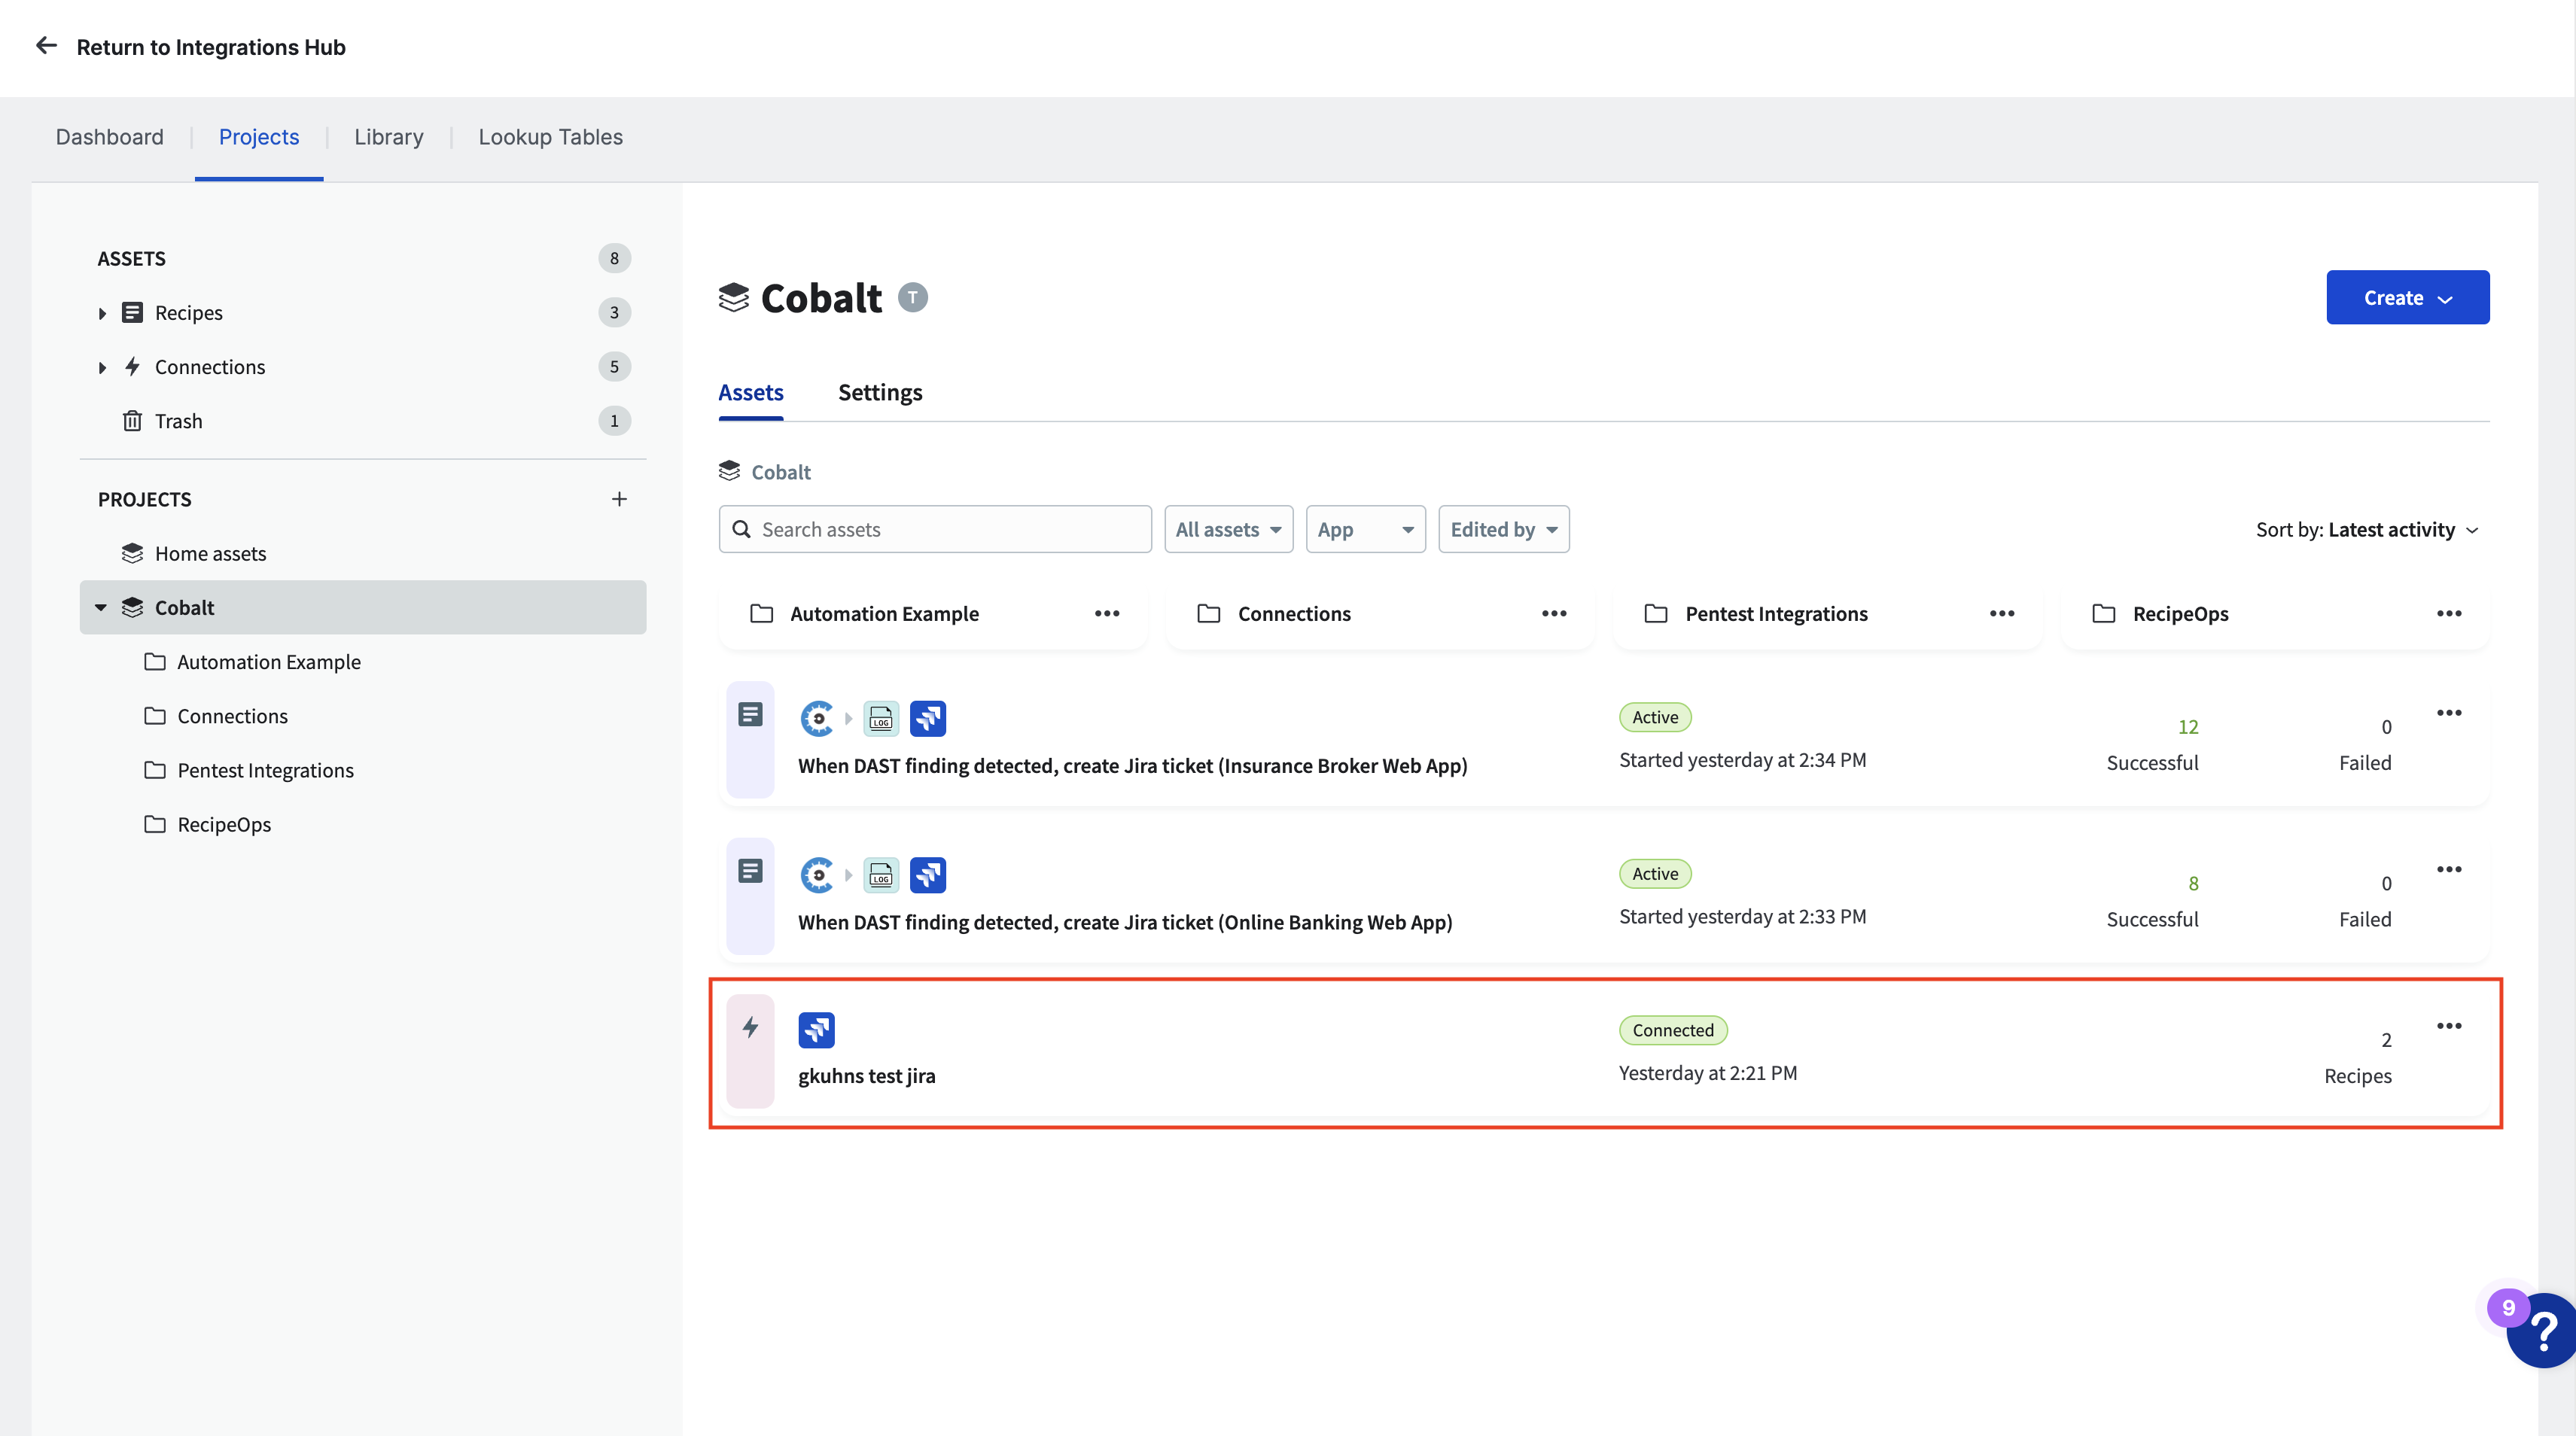 Return to Integrations Hub
Dashboard
Projects
Library
Lookup Tables
ASSETS
8
Recipes
3
Connections
5
Trash
1
PROJECTS
Home assets
Cobalt
Automation Example
Connections
Pentest Integrations
RecipeOps
Cobalt
T
Create
Assets
Settings
Cobalt
Search assets
All assets
App
Edited by
Sort by: Latest activity
Automation Example
Connections
Pentest Integrations
RecipeOps
LOG
When DAST finding detected, create Jira ticket (Insurance Broker Web App)
Active
Started yesterday at 2:34 PM
12
Successful
0
Failed
LOG
When DAST finding detected, create Jira ticket (Online Banking Web App)
Active
Started yesterday at 2:33 PM
8
Successful
0
Failed
gkuhns test jira
Connected
Yesterday at 2:21 PM
2
Recipes
9
?